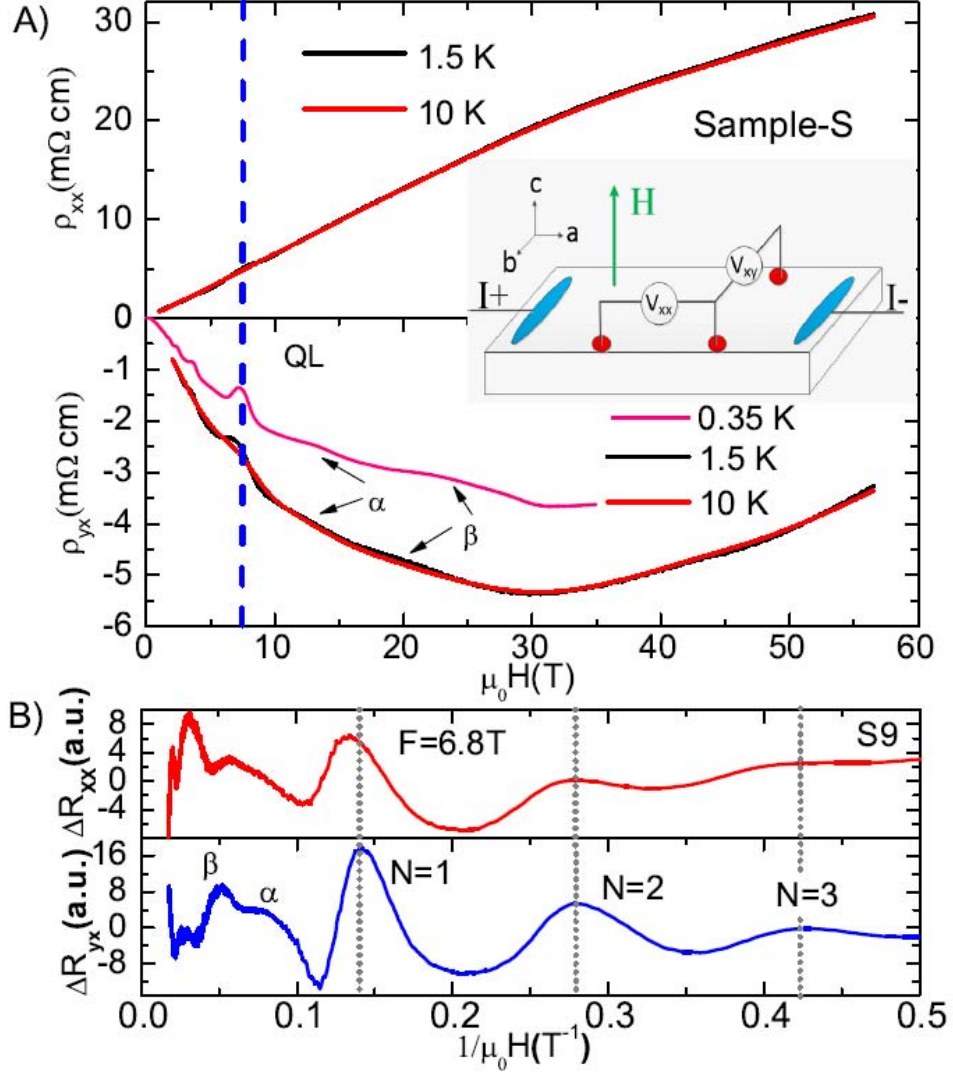 A)
30
20
10
0
ρxx(mΩ cm)
1.5 K
10 K
Sample-S
c
a
b
H
I+
I-
Vxx
Vxy
QL
-1
-2
-3
-4
-5
-6
ρyx(mΩ cm)
0.35 K
1.5 K
10 K
α
β
0 10 20 30 40 50 60
μ0H(T)
B)
8
4
0
-4
ΔRxx(a.u.)
F=6.8T
S9
16
8
0
-8
ΔRyx(a.u.)
β
α
N=1
N=2
N=3
0.0 0.1 0.2 0.3 0.4 0.5
1/μ0H(T-1)